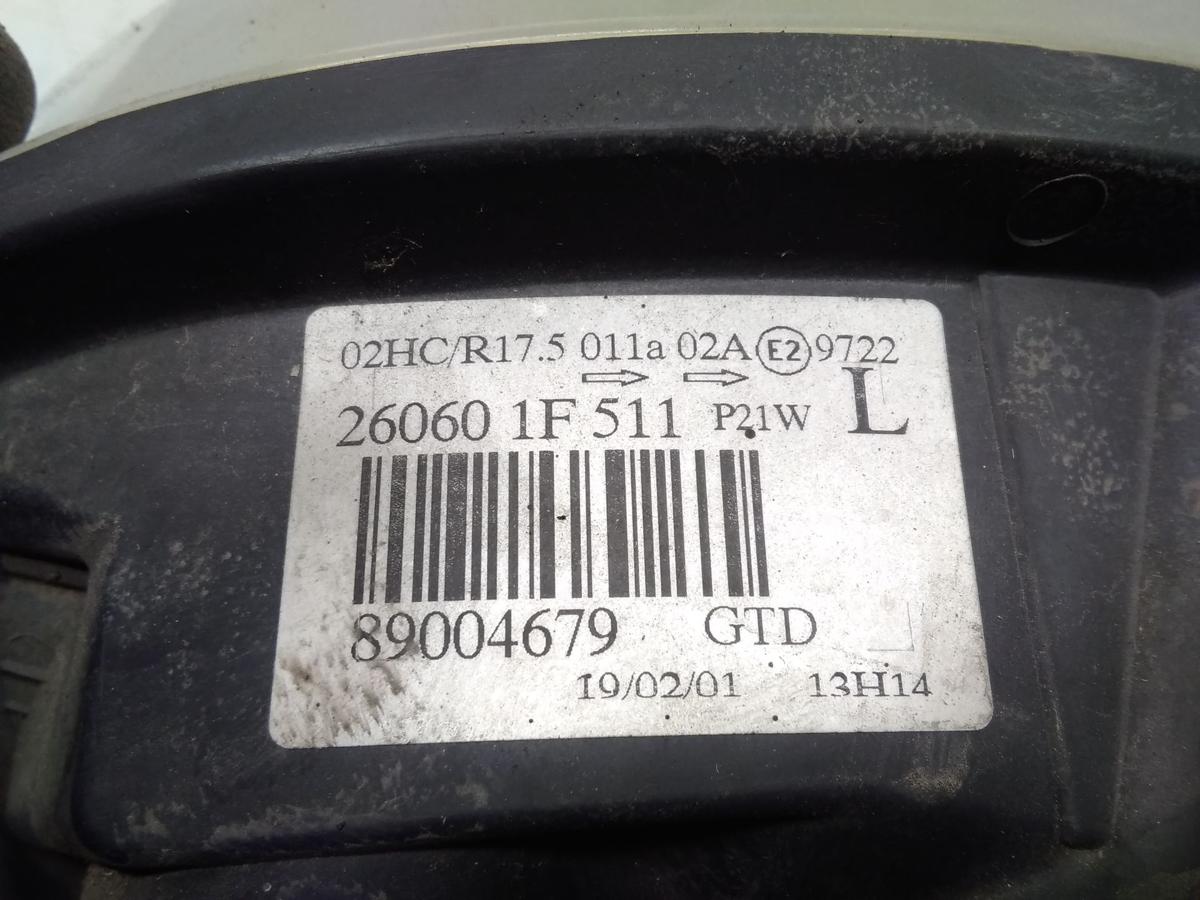 02HC/R17.5 011a 02A E2 9722
26060 1F 511 P21W L
89004679 GTD
19/02/01 13H14